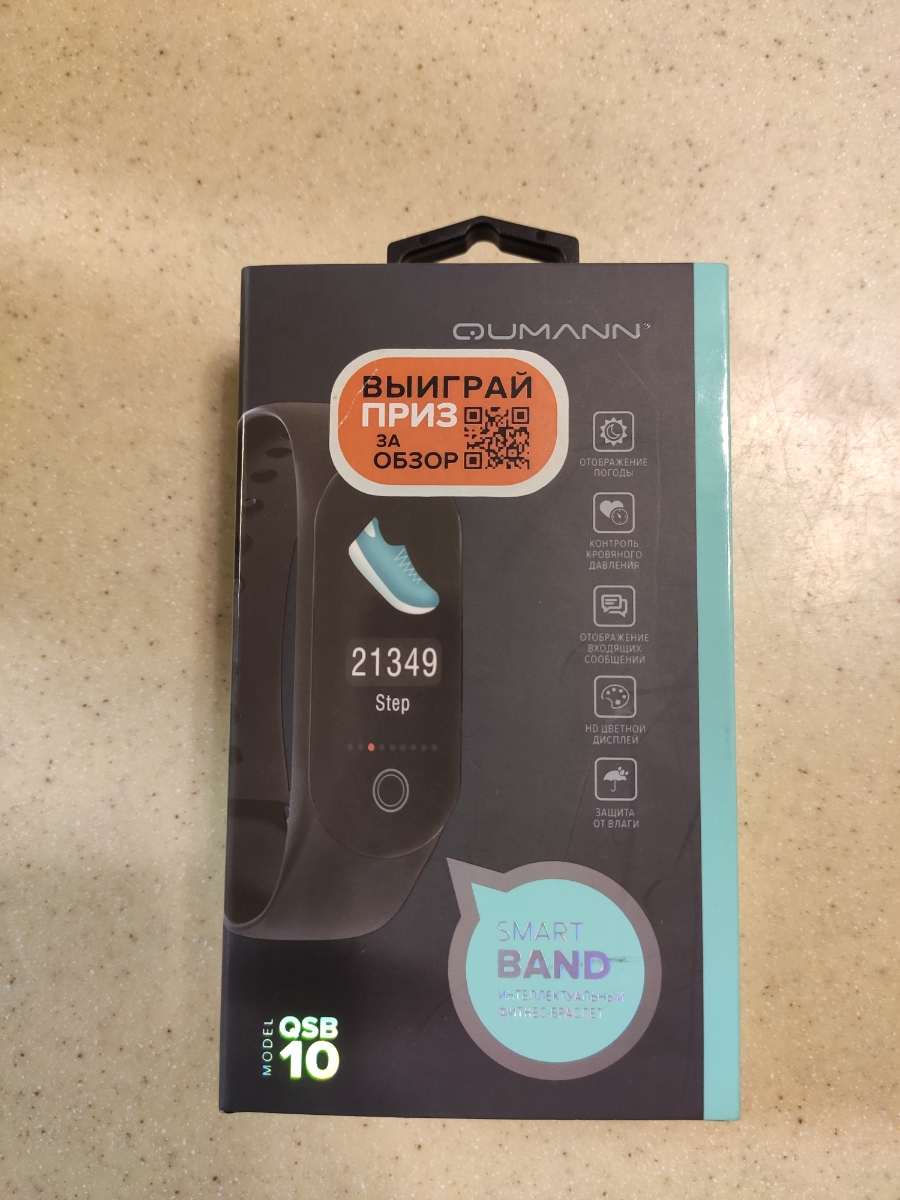 QUMANN
ВЫИГРАЙ
ПРИЗ
ЗА
ОБЗОР
ОТОБРАЖЕНИЕ
ПОГОДЫ
КОНТРОЛЬ
КРОВЯНОГО
ДАВЛЕНИЯ
ОТОБРАЖЕНИЕ
ВХОДЯЩИХ
СООБЩЕНИЙ
HD ЦВЕТНОЙ
ДИСПЛЕЙ
ЗАЩИТА
ОТ ВЛАГИ
21349
Step
SMART
BAND
ИНТЕЛЛЕКТУАЛЬНЫЙ
ФИТНЕС-БРАСЛЕТ
MODEL
QSB
10